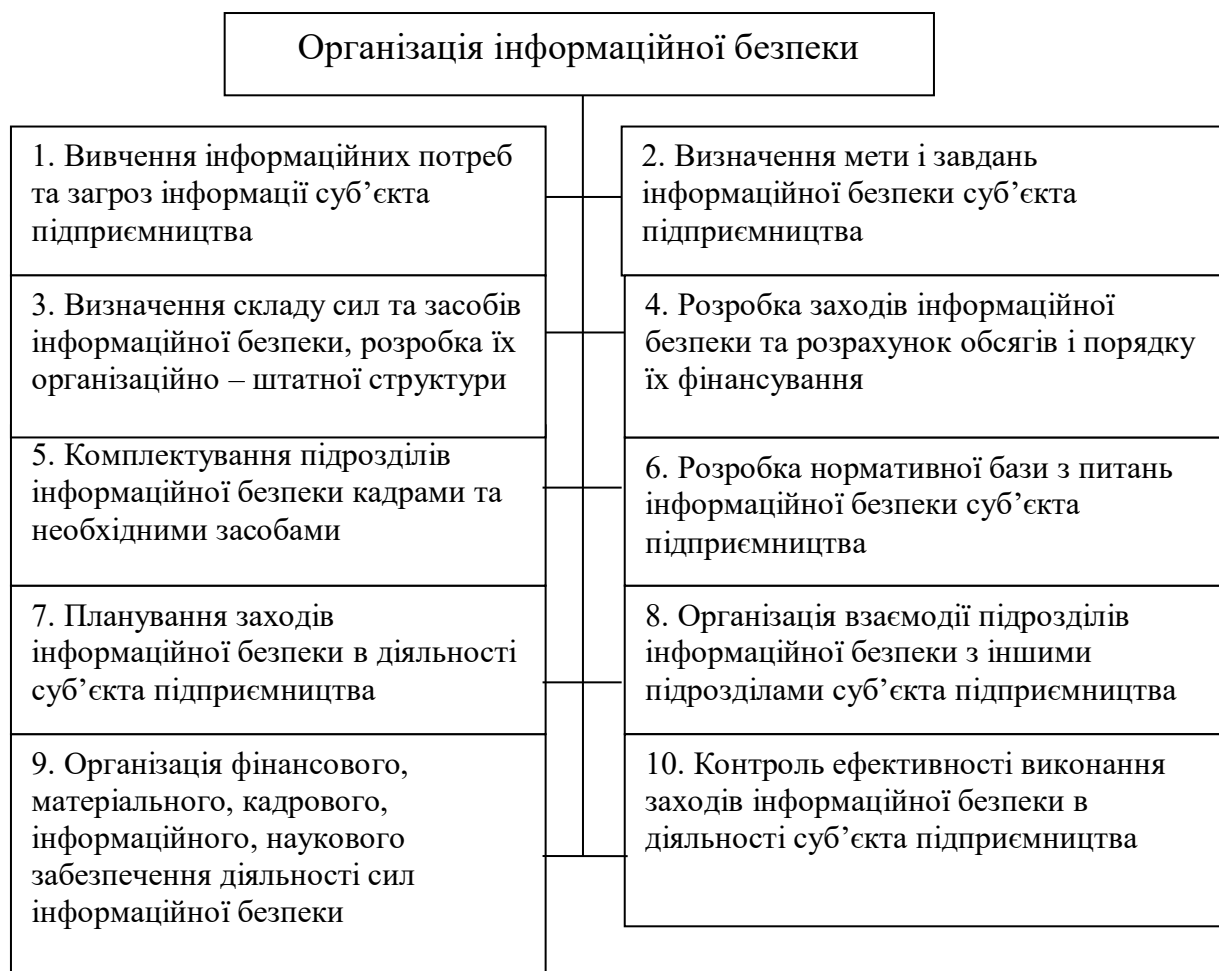 Організація інформаційної безпеки
1. Вивчення інформаційних потреб
та загроз інформації суб’єкта
підприємництва
2. Визначення мети і завдань
інформаційної безпеки суб’єкта
підприємництва
3. Визначення складу сил та засобів
інформаційної безпеки, розробка їх
організаційно – штатної структури
4. Розробка заходів інформаційної
безпеки та розрахунок обсягів і порядку
їх фінансування
5. Комплектування підрозділів
інформаційної безпеки кадрами та
необхідними засобами
6. Розробка нормативної бази з питань
інформаційної безпеки суб’єкта
підприємництва
7. Планування заходів
інформаційної безпеки в діяльності
суб’єкта підприємництва
8. Організація взаємодії підрозділів
інформаційної безпеки з іншими
підрозділами суб’єкта підприємництва
9. Організація фінансового,
матеріального, кадрового,
інформаційного, наукового
забезпечення діяльності сил
інформаційної безпеки
10. Контроль ефективності виконання
заходів інформаційної безпеки в
діяльності суб’єкта підприємництва